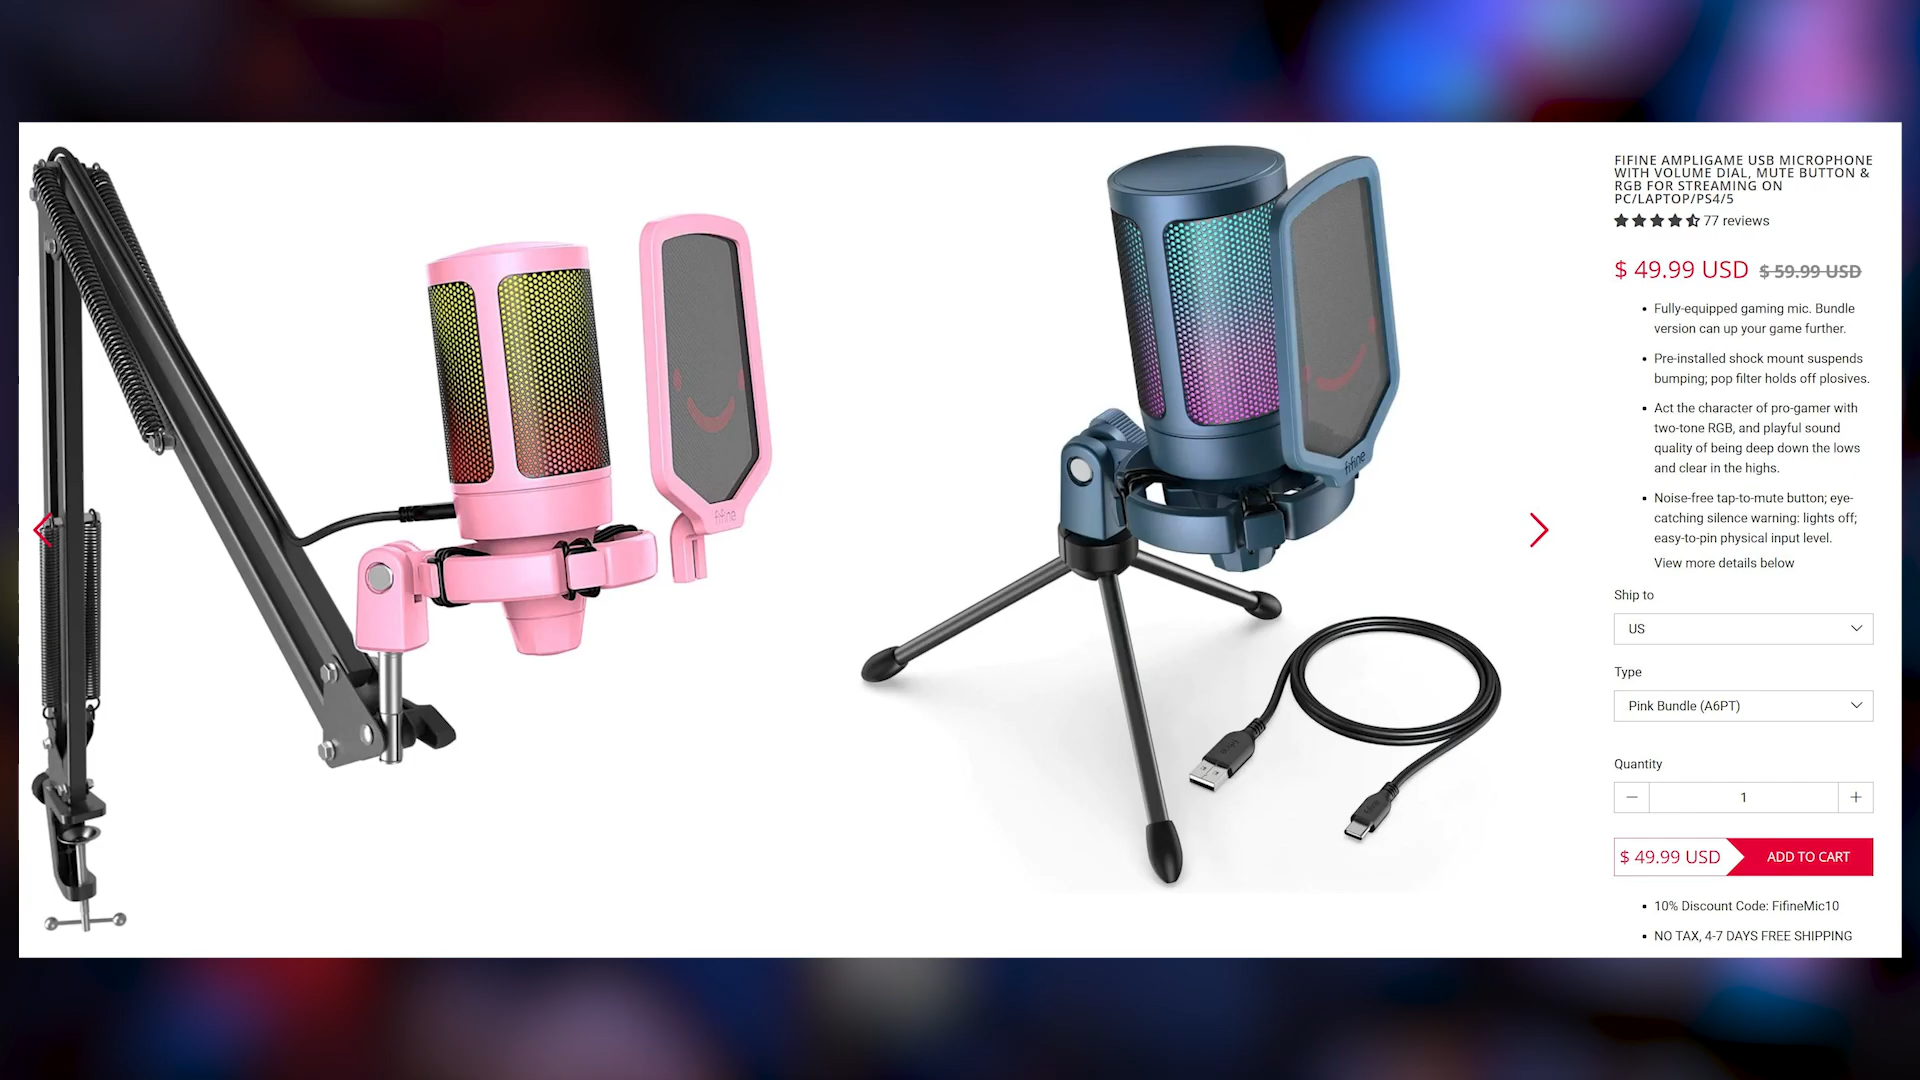 FIFINE AMPLIGAME USB MICROPHONE
WITH VOLUME DIAL, MUTE BUTTON &
RGB FOR STREAMING ON
PC/LAPTOP/PS4/5
77 reviews
$ 49.99 USD $ 59.99 USD
• Fully-equipped gaming mic. Bundle
version can up your game further.
• Pre-installed shock mount suspends
bumping; pop filter holds off plosives.
• Act the character of pro-gamer with
two-tone RGB, and playful sound
quality of being deep down the lows
and clear in the highs.
• Noise-free tap-to-mute button; eye-
catching silence warning: lights off;
easy-to-pin physical input level.
View more details below
Ship to
US
Type
Pink Bundle (A6PT)
Quantity
1
$ 49.99 USD ADD TO CART
• 10% Discount Code: FifineMic10
• NO TAX, 4-7 DAYS FREE SHIPPING
fifine
fifine